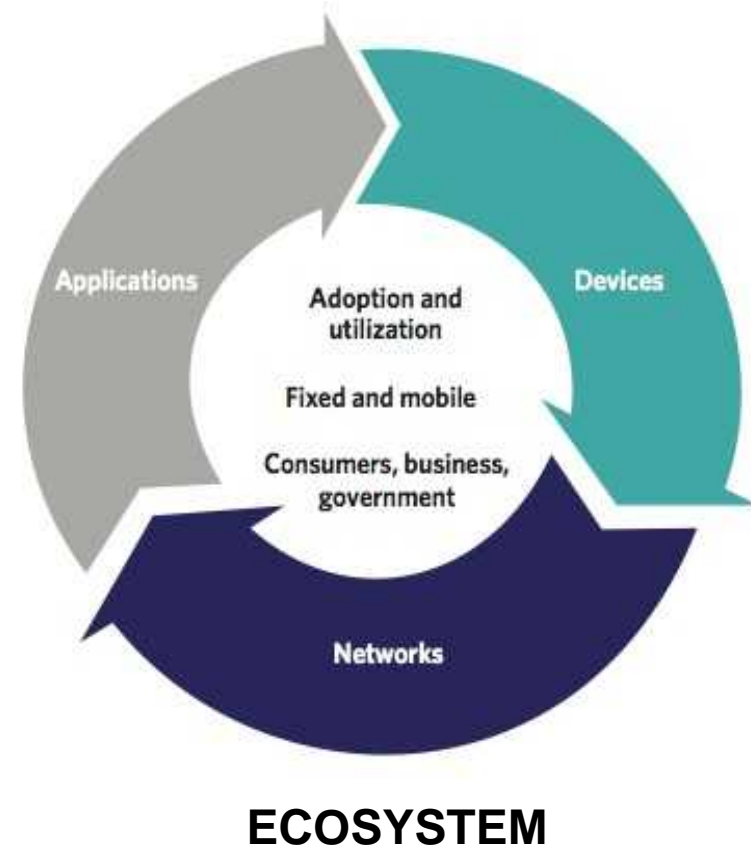 Applications
Devices
Adoption and
utilization
Fixed and mobile
Consumers, business,
government
Networks
ECOSYSTEM